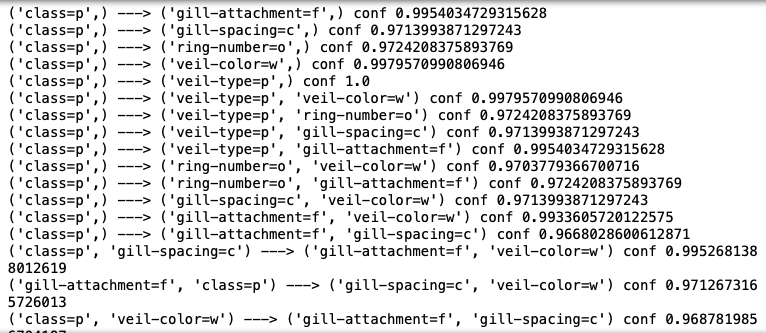 ('class=p',) ---> ('gill-attachment=f',) conf 0.9954034729315628
('class=p',) ---> ('gill-spacing=c',) conf 0.9713993871297243
('class=p',) ---> ('ring-number=o',) conf 0.9724208375893769
('class=p',) ---> ('veil-color=w',) conf 0.9979570990806946
('class=p',) ---> ('veil-type=p',) conf 1.0
('class=p',) ---> ('veil-type=p', 'veil-color=w') conf 0.9979570990806946
('class=p',) ---> ('veil-type=p', 'ring-number=o') conf 0.9724208375893769
('class=p',) ---> ('veil-type=p', 'gill-spacing=c') conf 0.9713993871297243
('class=p',) ---> ('veil-type=p', 'gill-attachment=f') conf 0.9954034729315628
('class=p',) ---> ('ring-number=o', 'veil-color=w') conf 0.9703779366700716
('class=p',) ---> ('ring-number=o', 'gill-attachment=f') conf 0.9724208375893769
('class=p',) ---> ('gill-spacing=c', 'veil-color=w') conf 0.9713993871297243
('class=p',) ---> ('gill-attachment=f', 'veil-color=w') conf 0.9933605720122575
('class=p',) ---> ('gill-attachment=f', 'gill-spacing=c') conf 0.9668028600612871
('class=p', 'gill-spacing=c') ---> ('gill-attachment=f', 'veil-color=w') conf 0.995268138
8012619
('gill-attachment=f', 'class=p') ---> ('gill-spacing=c', 'veil-color=w') conf 0.971267316
5726013
('class=p', 'veil-color=w') ---> ('gill-attachment=f', 'gill-spacing=c') conf 0.968781985